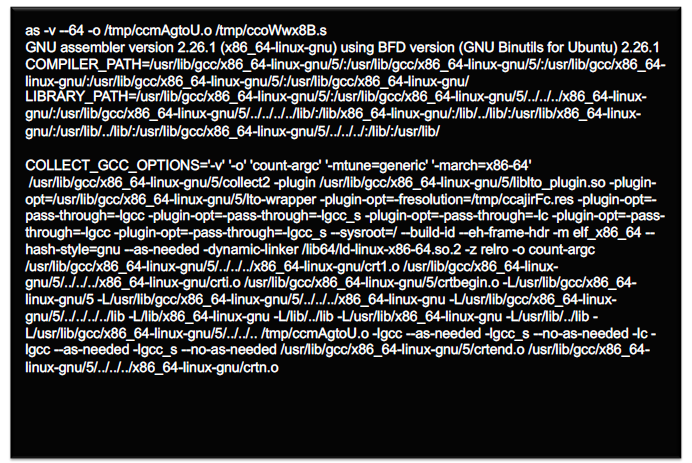 as -v --64 -o /tmp/ccmAgtoU.o /tmp/ccoWwx8B.s
GNU assembler version 2.26.1 (x86_64-linux-gnu) using BFD version (GNU Binutils for Ubuntu) 2.26.1
COMPILER_PATH=/usr/lib/gcc/x86_64-linux-gnu/5/:/usr/lib/gcc/x86_64-linux-gnu/5/:/usr/lib/gcc/x86_64-
linux-gnu/:/usr/lib/gcc/x86_64-linux-gnu/5/:/usr/lib/gcc/x86_64-linux-gnu/
LIBRARY_PATH=/usr/lib/gcc/x86_64-linux-gnu/5/:/usr/lib/gcc/x86_64-linux-gnu/5/../../../x86_64-linux-
gnu/:/usr/lib/gcc/x86_64-linux-gnu/5/../../../../lib/:/lib/x86_64-linux-gnu/:/lib/../lib/:/usr/lib/x86_64-linux-
gnu/:/usr/lib/../lib/:/usr/lib/gcc/x86_64-linux-gnu/5/../../../:/lib/:/usr/lib/
COLLECT_GCC_OPTIONS='-v' '-o' 'count-argc' '-mtune=generic' '-march=x86-64'
/usr/lib/gcc/x86_64-linux-gnu/5/collect2 -plugin /usr/lib/gcc/x86_64-linux-gnu/5/liblto_plugin.so -plugin-
opt=/usr/lib/gcc/x86_64-linux-gnu/5/lto-wrapper -plugin-opt=-fresolution=/tmp/ccajirFc.res -plugin-opt=-
pass-through=-lgcc -plugin-opt=-pass-through=-lgcc_s -plugin-opt=-pass-through=-lc -plugin-opt=-pass-
through=-lgcc -plugin-opt=-pass-through=-lgcc_s --sysroot=/ --build-id --eh-frame-hdr -m elf_x86_64 --
hash-style=gnu --as-needed -dynamic-linker /lib64/ld-linux-x86-64.so.2 -z relro -o count-argc
/usr/lib/gcc/x86_64-linux-gnu/5/../../../x86_64-linux-gnu/crt1.o /usr/lib/gcc/x86_64-linux-
gnu/5/../../../x86_64-linux-gnu/crti.o /usr/lib/gcc/x86_64-linux-gnu/5/crtbegin.o -L/usr/lib/gcc/x86_64-
linux-gnu/5 -L/usr/lib/gcc/x86_64-linux-gnu/5/../../../x86_64-linux-gnu -L/usr/lib/gcc/x86_64-linux-
gnu/5/../../../../lib -L/lib/x86_64-linux-gnu -L/lib/../lib -L/usr/lib/x86_64-linux-gnu -L/usr/lib/../lib -
L/usr/lib/gcc/x86_64-linux-gnu/5/../../.. /tmp/ccmAgtoU.o -lgcc --as-needed -lgcc_s --no-as-needed -lc -
lgcc --as-needed -lgcc_s --no-as-needed /usr/lib/gcc/x86_64-linux-gnu/5/crtend.o /usr/lib/gcc/x86_64-
linux-gnu/5/../../../x86_64-linux-gnu/crtn.o